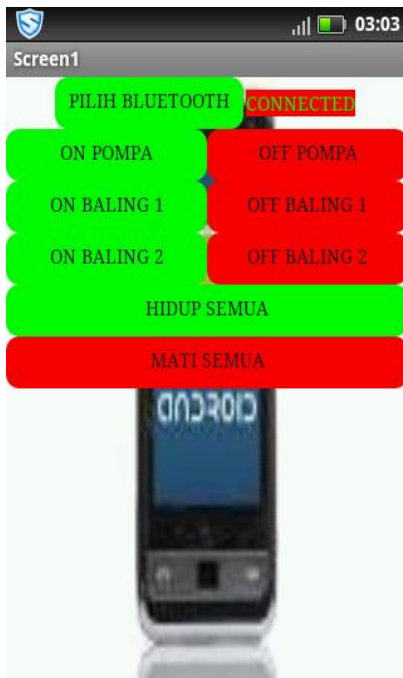 03:03
Screen1
PILIH BLUETOOTH CONNECTED
ON POMPA OFF POMPA
ON BALING 1 OFF BALING 1
ON BALING 2 OFF BALING 2
HIDUP SEMUA
MATI SEMUA
ANDROID